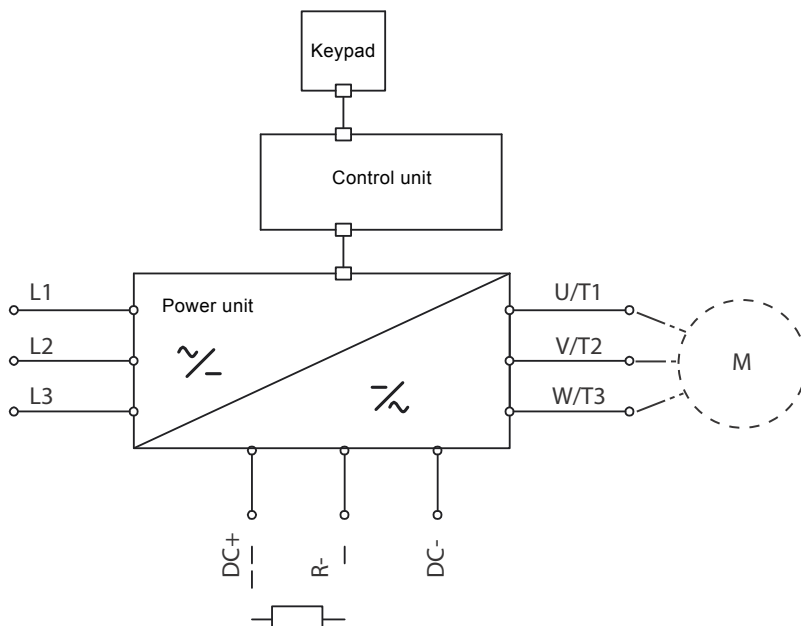 Keypad
Control unit
Power unit
L1
L2
L3
U/T1
V/T2
W/T3
M
DC+
R-
DC-